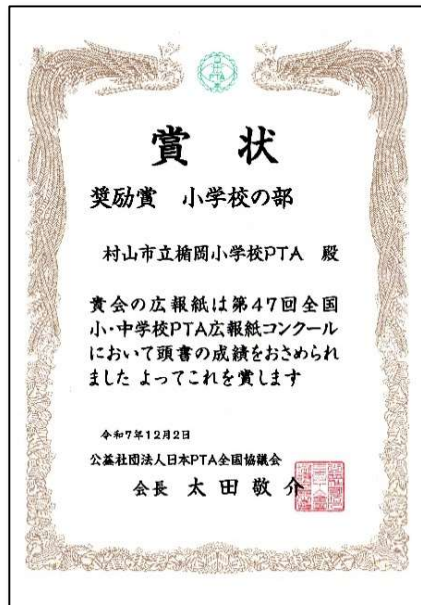 賞 状
奨励賞 小学校の部
村山市立楯岡小学校PTA 殿
貴会の広報紙は第47回全国
小・中学校PTA広報紙コンクール
において頭書の成績をおさめられ
ました よってこれを賞します
令和7年12月2日
公益社団法人日本PTA全国協議会
会長 太田敬介